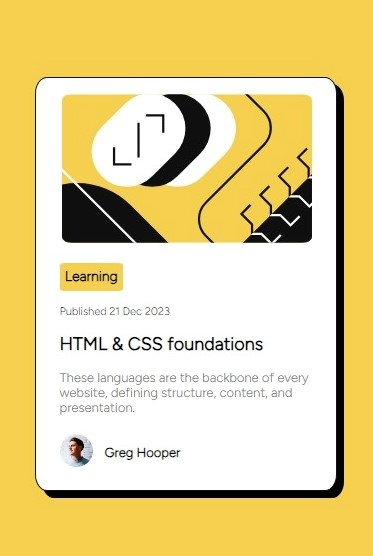 Learning
Published 21 Dec 2023
HTML & CSS foundations
These languages are the backbone of every
website, defining structure, content, and
presentation.
Greg Hooper